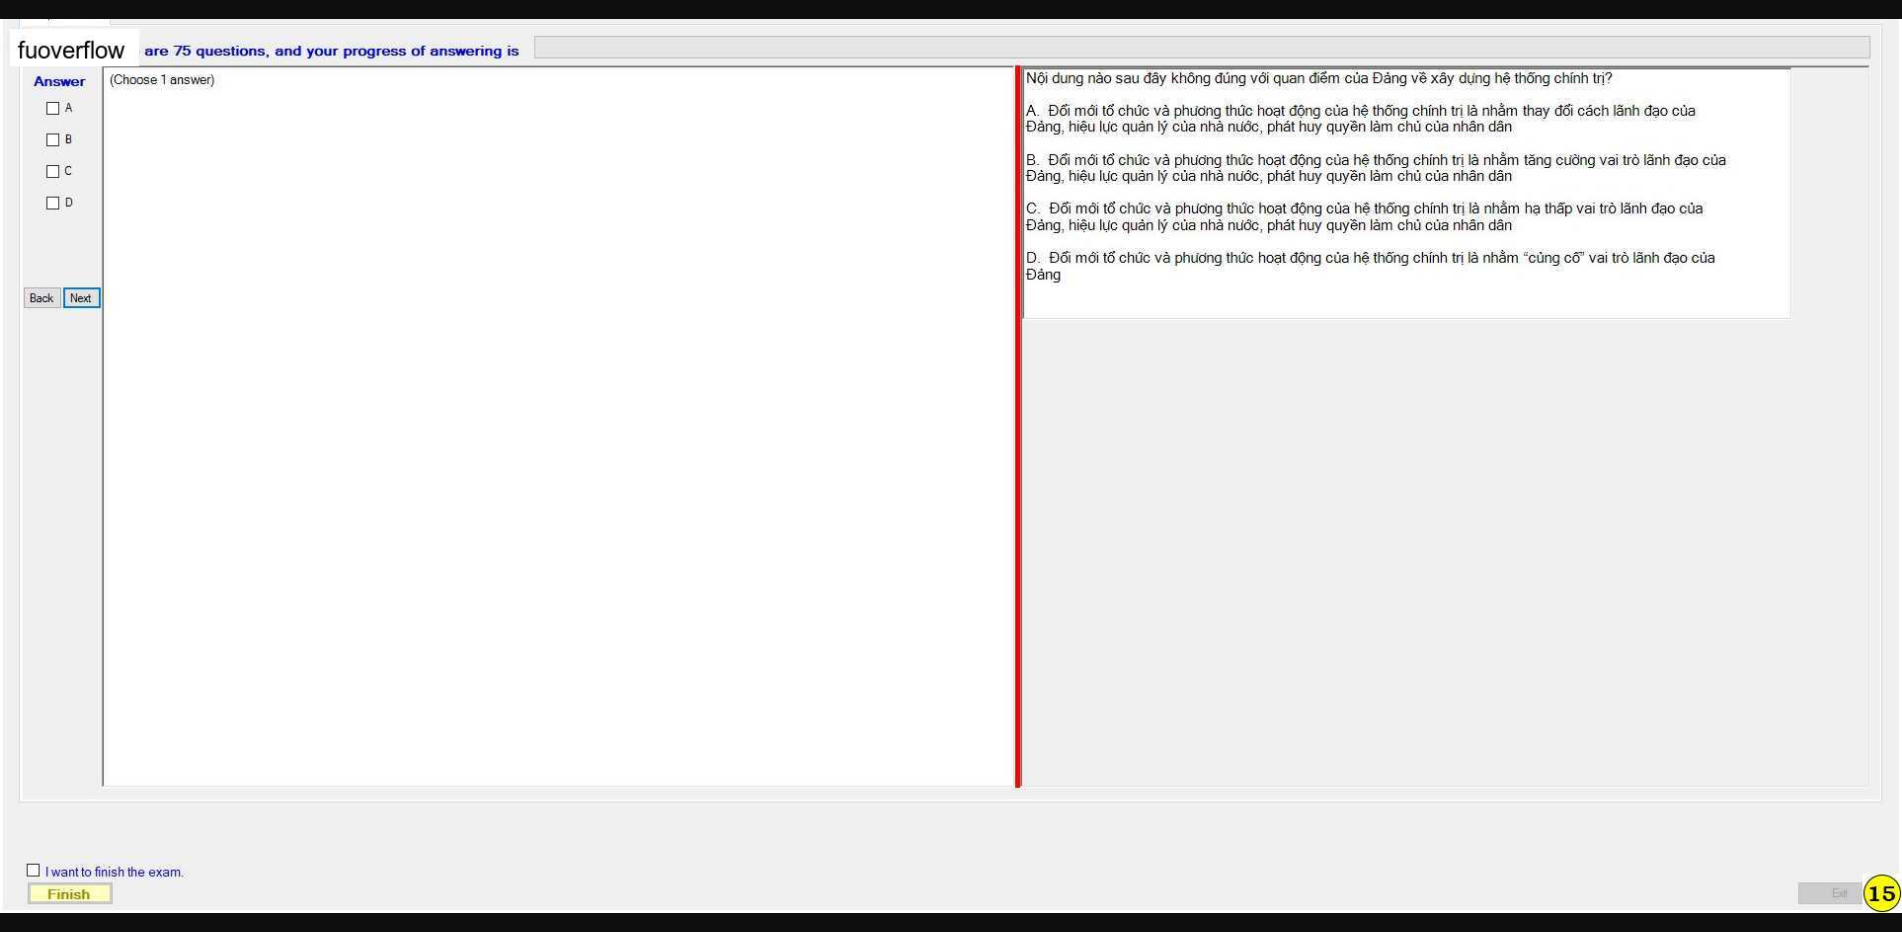 fuoverflow are 75 questions, and your progress of answering is
Answer
(Choose 1 answer)
A
B
C
D
Back Next
Nội dung nào sau đây không đúng với quan điểm của Đảng về xây dựng hệ thống chính trị?
A. Đổi mới tổ chức và phương thức hoạt động của hệ thống chính trị là nhằm thay đổi cách lãnh đạo của
Đảng, hiệu lực quản lý của nhà nước, phát huy quyền làm chủ của nhân dân
B. Đổi mới tổ chức và phương thức hoạt động của hệ thống chính trị là nhằm tăng cường vai trò lãnh đạo của
Đảng, hiệu lực quản lý của nhà nước, phát huy quyền làm chủ của nhân dân
C. Đổi mới tổ chức và phương thức hoạt động của hệ thống chính trị là nhằm hạ thấp vai trò lãnh đạo của
Đảng, hiệu lực quản lý của nhà nước, phát huy quyền làm chủ của nhân dân
D. Đổi mới tổ chức và phương thức hoạt động của hệ thống chính trị là nhằm “củng cố” vai trò lãnh đạo của
Đảng
I want to finish the exam.
Finish
Exit
15